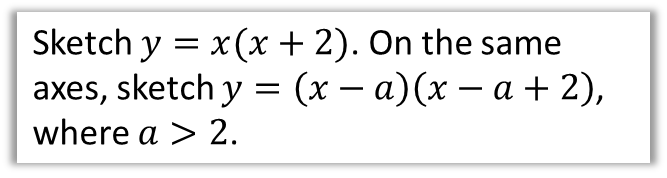 Sketch 𝑦 = 𝑥(𝑥 + 2). On the same
axes, sketch 𝑦 = (𝑥 − 𝑎)(𝑥 − 𝑎 + 2),
where 𝑎 > 2.